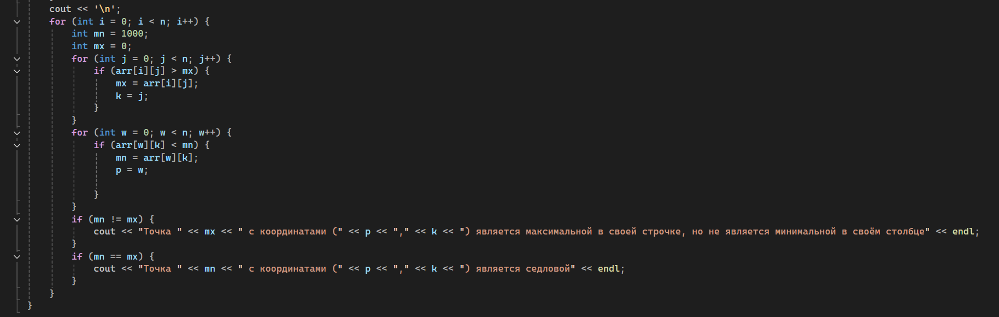 cout << '\n';
for (int i = 0; i < n; i++) {
int mn = 1000;
int mx = 0;
for (int j = 0; j < n; j++) {
if (arr[i][j] > mx) {
mx = arr[i][j];
k = j;
}
}
for (int w = 0; w < n; w++) {
if (arr[w][k] < mn) {
mn = arr[w][k];
p = w;
}
}
if (mn != mx) {
cout << "Точка " << mx << " с координатами (" << p << "," << k << ") является максимальной в своей строчке, но не является минимальной в своём столбце" << endl;
}
if (mn == mx) {
cout << "Точка " << mn << " с координатами (" << p << "," << k << ") является седловой" << endl;
}
}
}